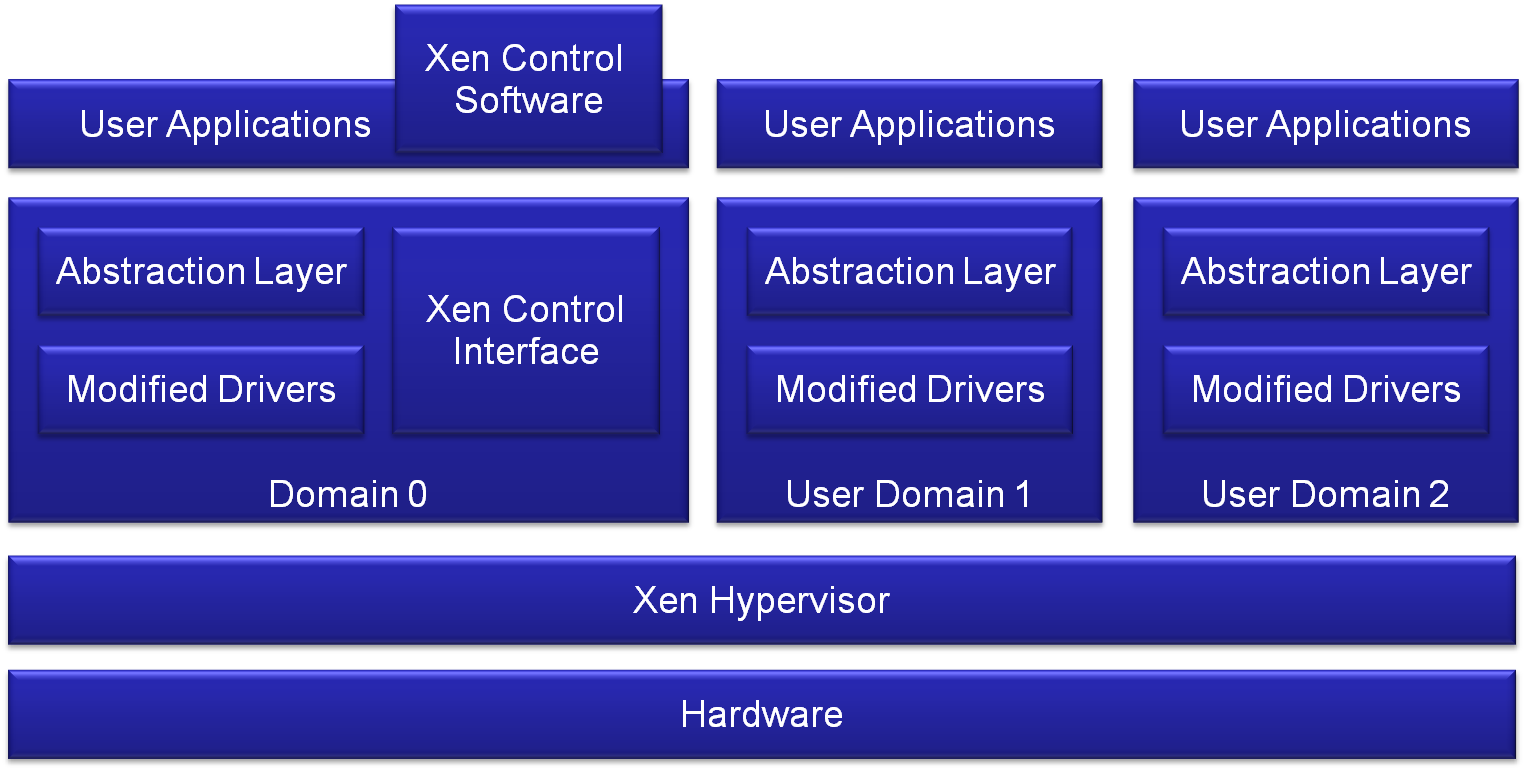 Xen Control
Software
User Applications
User Applications
User Applications
Abstraction Layer
Modified Drivers
Xen Control
Interface
Domain 0
Abstraction Layer
Modified Drivers
User Domain 1
Abstraction Layer
Modified Drivers
User Domain 2
Xen Hypervisor
Hardware